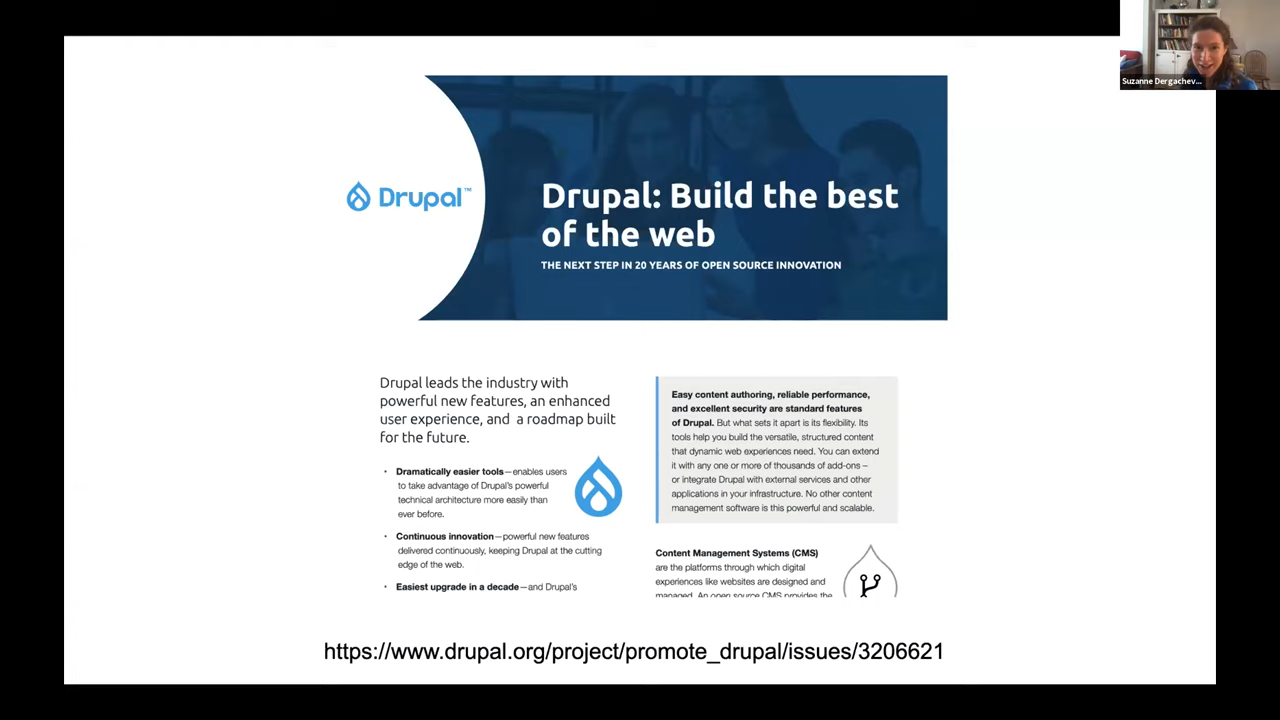 Suzanne Dergachev...
Drupal™
Drupal: Build the best
of the web
THE NEXT STEP IN 20 YEARS OF OPEN SOURCE INNOVATION
Drupal leads the industry with
powerful new features, an enhanced
user experience, and a roadmap built
for the future.
• Dramatically easier tools—enables users
to take advantage of Drupal's powerful
technical architecture more easily than
ever before.
• Continuous innovation—powerful new features
delivered continuously, keeping Drupal at the cutting
edge of the web.
• Easiest upgrade in a decade—and Drupal's
Easy content authoring, reliable performance,
and excellent security are standard features
of Drupal. But what sets it apart is its flexibility. Its
tools help you build the versatile, structured content
that dynamic web experiences need. You can extend
it with any one or more of thousands of add-ons –
or integrate Drupal with external services and other
applications in your infrastructure. No other content
management software is this powerful and scalable.
Content Management Systems (CMS)
are the platforms through which digital
experiences like websites are designed and
managed. An open source CMS provides the
https://www.drupal.org/project/promote_drupal/issues/3206621